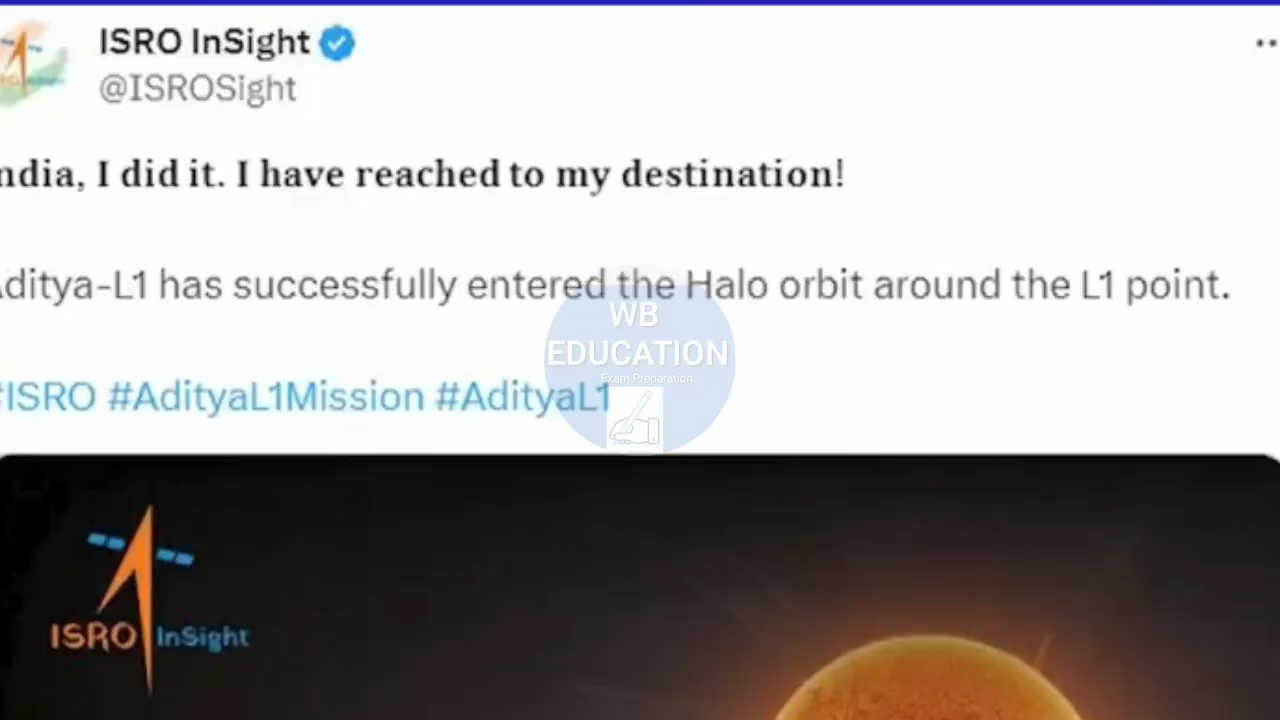 ISRO InSight
@ISROSight
ndia, I did it. I have reached to my destination!
Aditya-L1 has successfully entered the Halo orbit around the L1 point.
#ISRO #AdityaL1Mission #AdityaL1
WB
EDUCATION
Exam Preparation
ISRO InSight